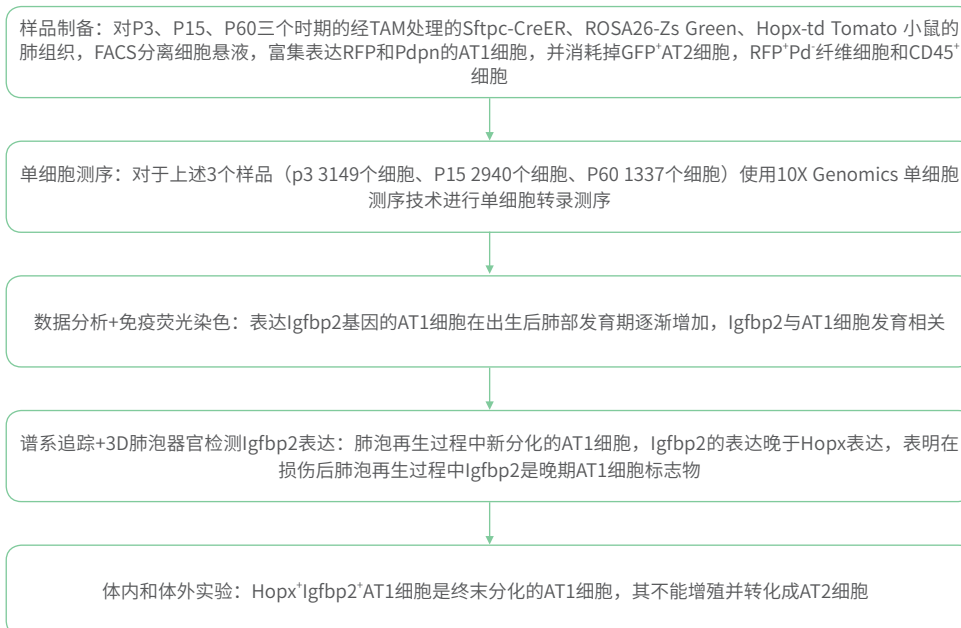 样品制备：对P3、P15、P60三个时期的经TAM处理的Sftpc-CreER、ROSA26-Zs Green、Hopx-td Tomato 小鼠的
肺组织，FACS分离细胞悬液，富集表达RFP和Pdpn的AT1细胞，并消耗掉GFP⁺AT2细胞，RFP⁺Pd⁻纤维细胞和CD45⁺
细胞
单细胞测序：对于上述3个样品（p3 3149个细胞、P15 2940个细胞、P60 1337个细胞）使用10X Genomics 单细胞
测序技术进行单细胞转录测序
数据分析+免疫荧光染色：表达Igfbp2基因的AT1细胞在出生后肺部发育期逐渐增加，Igfbp2与AT1细胞发育相关
谱系追踪+3D肺泡器官检测Igfbp2表达：肺泡再生过程中新分化的AT1细胞，Igfbp2的表达晚于Hopx表达，表明在
损伤后肺泡再生过程中Igfbp2是晚期AT1细胞标志物
体内和体外实验：Hopx⁺Igfbp2⁺AT1细胞是终末分化的AT1细胞，其不能增殖并转化成AT2细胞